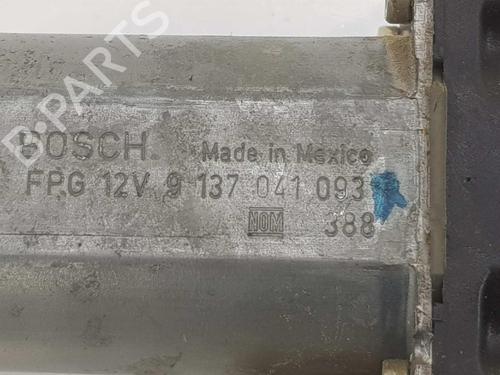 B-PARTS
BOSCH Made in Mexico
FPG 12V 9 137 041 093
NOM 388